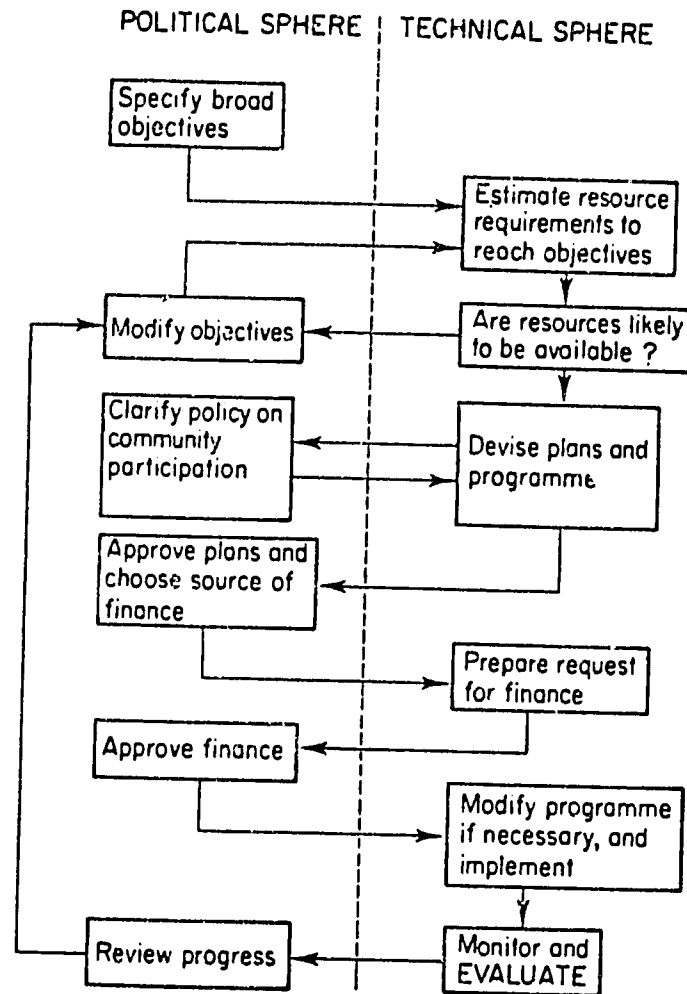 POLITICAL SPHERE
TECHNICAL SPHERE
Specify broad
objectives
Estimate resource
requirements to
reach objectives
Modify objectives
Are resources likely
to be available ?
Clarify policy on
community
participation
Devise plans and
programme
Approve plans and
choose source of
finance
Prepare request
for finance
Approve finance
Modify programme
if necessary, and
implement
Review progress
Monitor and
EVALUATE